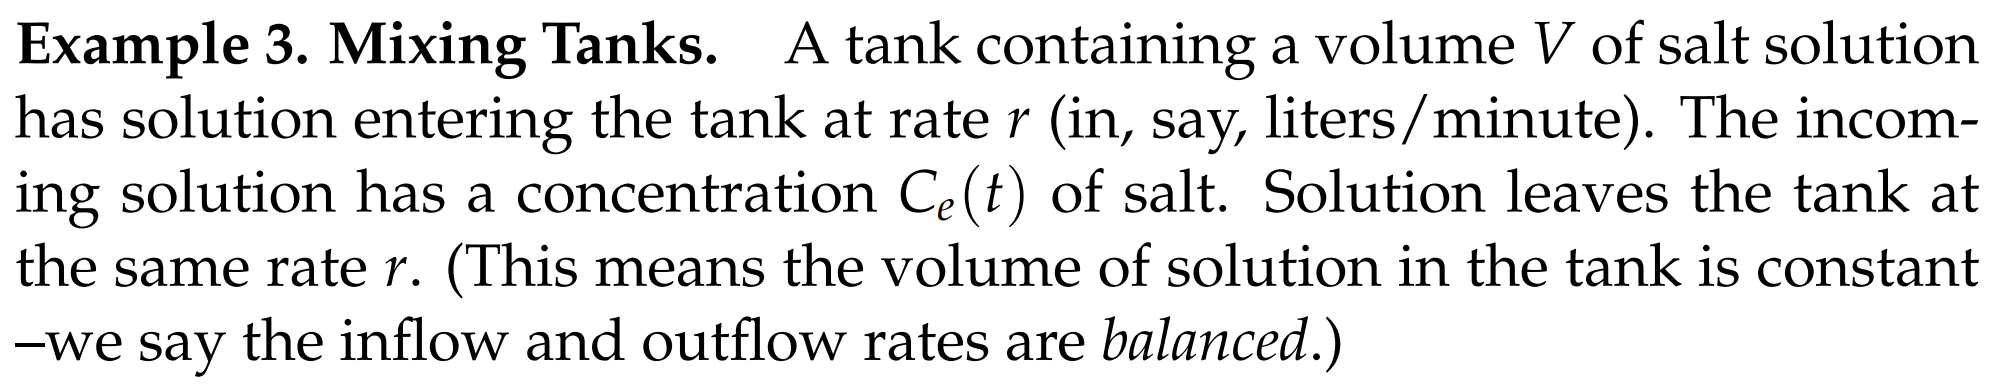 Example 3. Mixing Tanks. A tank containing a volume V of salt solution
has solution entering the tank at rate r (in, say, liters/minute). The incom-
ing solution has a concentration Cₑ(t) of salt. Solution leaves the tank at
the same rate r. (This means the volume of solution in the tank is constant
–we say the inflow and outflow rates are balanced.)